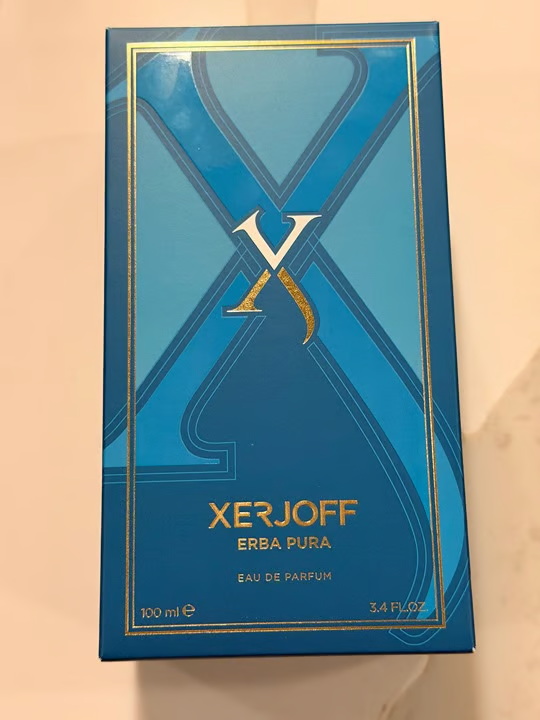 X
XERJOFF
ERBA PURA
EAU DE PARFUM
100 ml ℮ 3.4 FL.OZ.